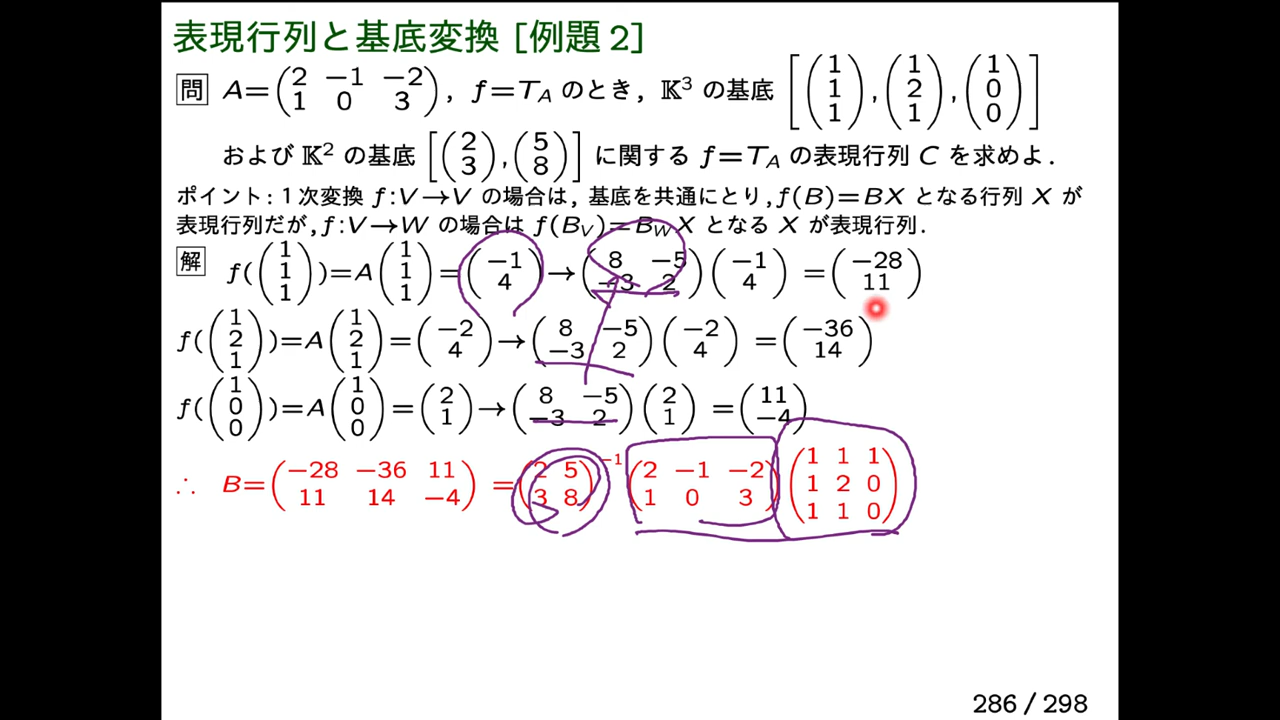 表現行列と基底変換 [例題 2]
問 A=(2 −1 −2 / 1 0 3), f=T_A のとき, 𝕂³ の基底 [(1 / 1 / 1), (1 / 2 / 1), (1 / 0 / 0)]
および 𝕂² の基底 [(2 / 3), (5 / 8)] に関する f=T_A の表現行列 C を求めよ.
ポイント: 1 次変換 f:V→V の場合は, 基底を共通にとり, f(B)=BX となる行列 X が
表現行列だが, f:V→W の場合は f(B_V)=B_W X となる X が表現行列.
解 f((1 / 1 / 1))=A(1 / 1 / 1)=(−1 / 4)→(8 −5 / −3 2)(−1 / 4)=(−28 / 11)
f((1 / 2 / 1))=A(1 / 2 / 1)=(−2 / 4)→(8 −5 / −3 2)(−2 / 4)=(−36 / 14)
f((1 / 0 / 0))=A(1 / 0 / 0)=(2 / 1)→(8 −5 / −3 2)(2 / 1)=(11 / −4)
∴ B=(−28 −36 11 / 11 14 −4)=(2 5 / 3 8)⁻¹(2 −1 −2 / 1 0 3)(1 1 1 / 1 2 0 / 1 1 0)
286 / 298